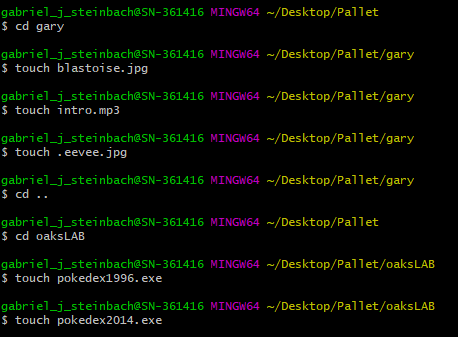 gabriel_j_steinbach@SN-361416 MINGW64 ~/Desktop/Pallet
$ cd gary
gabriel_j_steinbach@SN-361416 MINGW64 ~/Desktop/Pallet/gary
$ touch blastoise.jpg
gabriel_j_steinbach@SN-361416 MINGW64 ~/Desktop/Pallet/gary
$ touch intro.mp3
gabriel_j_steinbach@SN-361416 MINGW64 ~/Desktop/Pallet/gary
$ touch .eevee.jpg
gabriel_j_steinbach@SN-361416 MINGW64 ~/Desktop/Pallet/gary
$ cd ..
gabriel_j_steinbach@SN-361416 MINGW64 ~/Desktop/Pallet
$ cd oaksLAB
gabriel_j_steinbach@SN-361416 MINGW64 ~/Desktop/Pallet/oaksLAB
$ touch pokedex1996.exe
gabriel_j_steinbach@SN-361416 MINGW64 ~/Desktop/Pallet/oaksLAB
$ touch pokedex2014.exe